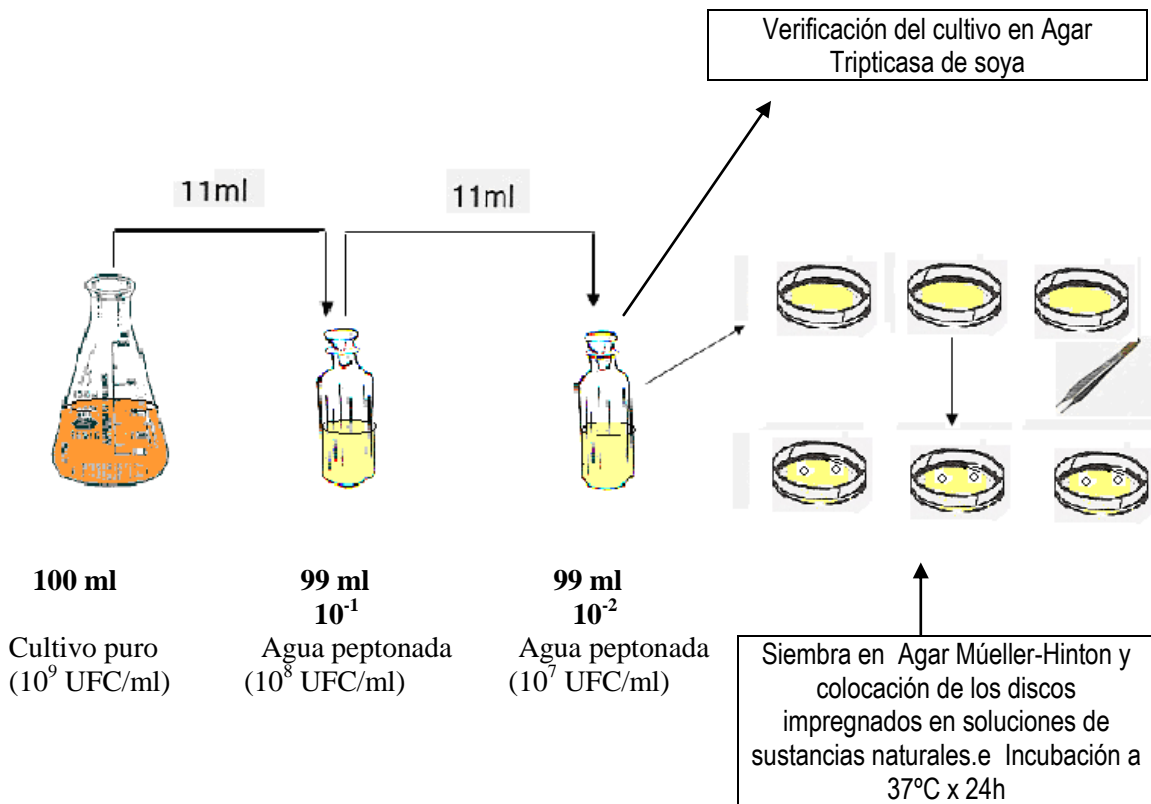 Verificación del cultivo en Agar
Tripticasa de soya
11ml
11ml
100 ml
99 ml
99 ml
10⁻¹
10⁻²
Cultivo puro
Agua peptonada
Agua peptonada
(10⁹ UFC/ml)
(10⁸ UFC/ml)
(10⁷ UFC/ml)
Siembra en Agar Múeller-Hinton y
colocación de los discos
impregnados en soluciones de
sustancias naturales.e Incubación a
37ºC x 24h